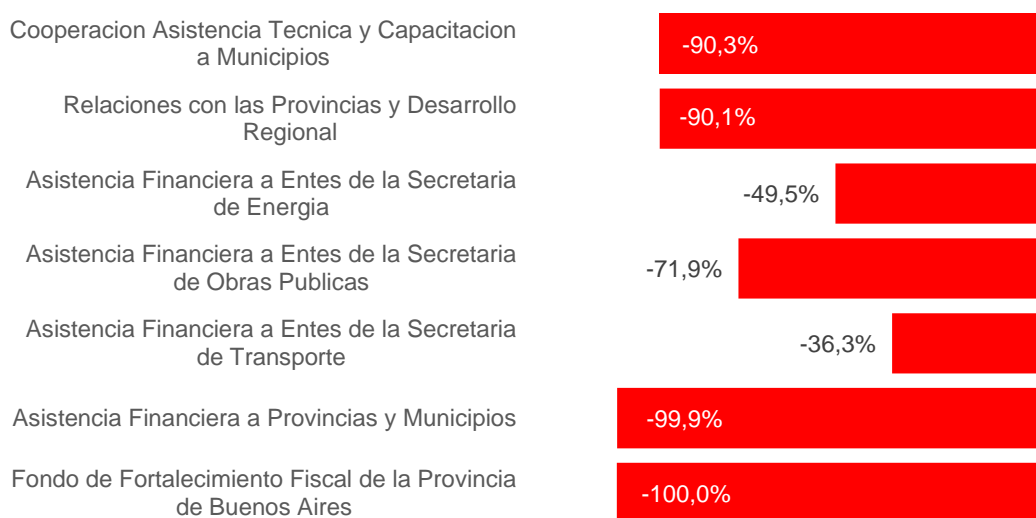 Cooperacion Asistencia Tecnica y Capacitacion
a Municipios
-90,3%
Relaciones con las Provincias y Desarrollo
Regional
-90,1%
Asistencia Financiera a Entes de la Secretaria
de Energia
-49,5%
Asistencia Financiera a Entes de la Secretaria
de Obras Publicas
-71,9%
Asistencia Financiera a Entes de la Secretaria
de Transporte
-36,3%
Asistencia Financiera a Provincias y Municipios
-99,9%
Fondo de Fortalecimiento Fiscal de la Provincia
de Buenos Aires
-100,0%